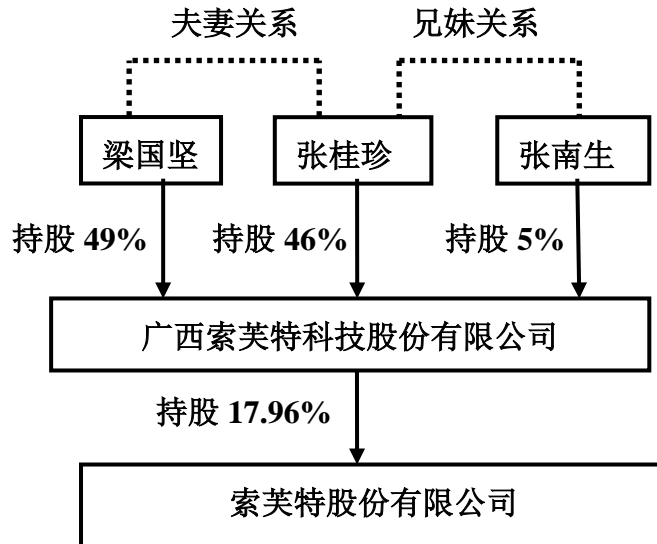 夫妻关系 兄妹关系
梁国坚 张桂珍 张南生
持股 49% 持股 46% 持股 5%
广西索芙特科技股份有限公司
持股 17.96%
索芙特股份有限公司